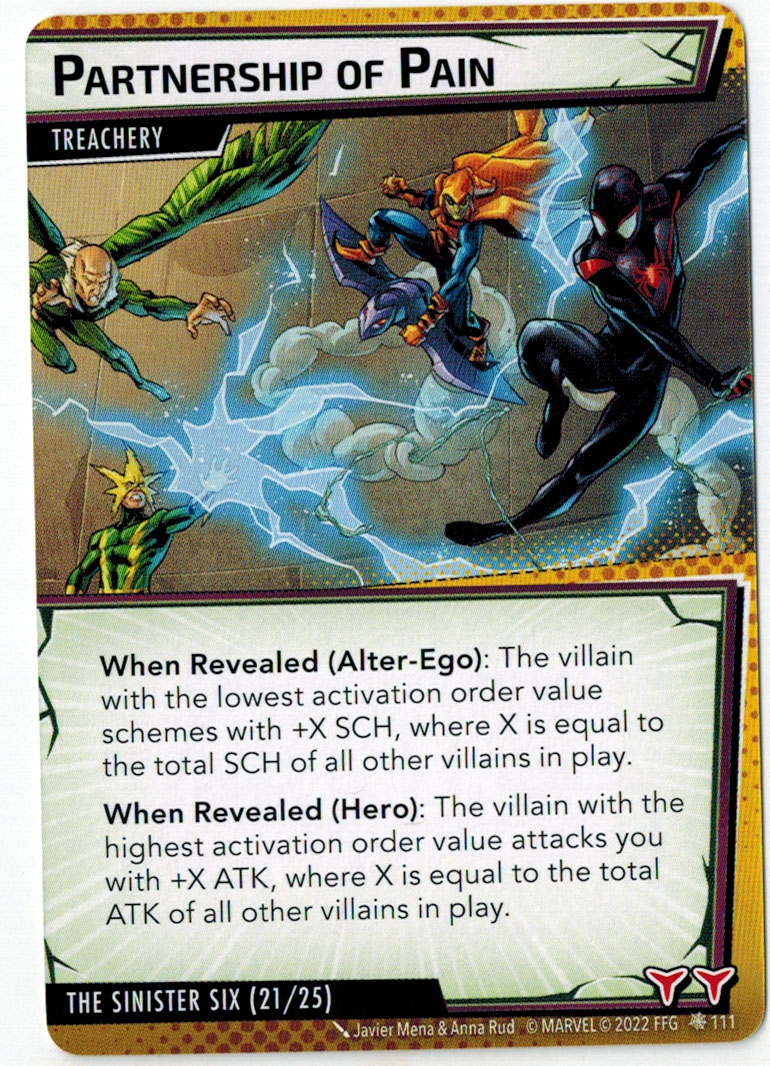 PARTNERSHIP OF PAIN
TREACHERY
When Revealed (Alter-Ego): The villain
with the lowest activation order value
schemes with +X SCH, where X is equal to
the total SCH of all other villains in play.
When Revealed (Hero): The villain with the
highest activation order value attacks you
with +X ATK, where X is equal to the total
ATK of all other villains in play.
THE SINISTER SIX (21/25)
Javier Mena & Anna Rud © MARVEL © 2022 FFG 111